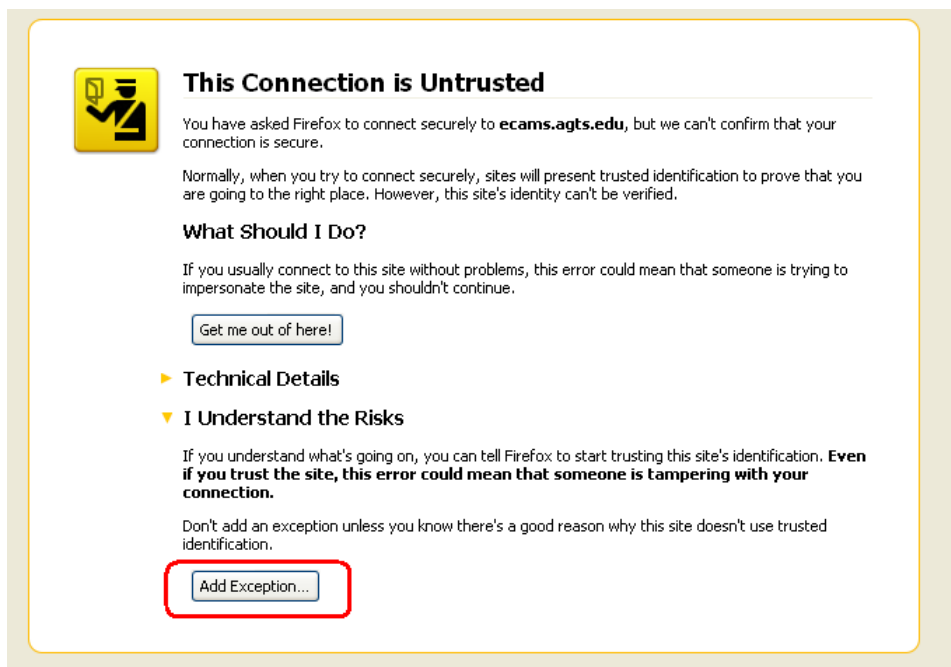 This Connection is Untrusted
You have asked Firefox to connect securely to ecams.agts.edu, but we can't confirm that your
connection is secure.
Normally, when you try to connect securely, sites will present trusted identification to prove that you
are going to the right place. However, this site's identity can't be verified.
What Should I Do?
If you usually connect to this site without problems, this error could mean that someone is trying to
impersonate the site, and you shouldn't continue.
Get me out of here!
Technical Details
I Understand the Risks
If you understand what's going on, you can tell Firefox to start trusting this site's identification. Even
if you trust the site, this error could mean that someone is tampering with your
connection.
Don't add an exception unless you know there's a good reason why this site doesn't use trusted
identification.
Add Exception...